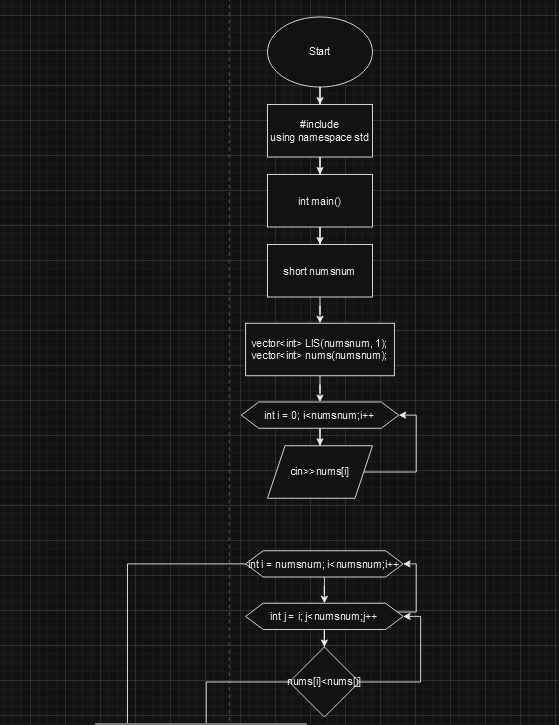 Start
#include
using namespace std
int main()
short numsnum
vector<int> LIS(numsnum, 1);
vector<int> nums(numsnum);
int i = 0; i<numsnum;i++
cin>>nums[i]
int i = numsnum; i<numsnum;i++
int j = i; j<numsnum;j++
nums[i]<nums[j]